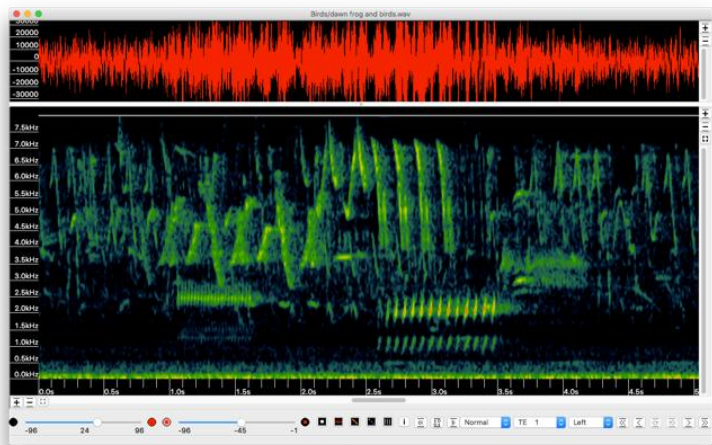 Birds/dawn frog and birds.wav
30000
20000
10000
0
-10000
-20000
-30000
7.5kHz
7.0kHz
6.5kHz
6.0kHz
5.5kHz
5.0kHz
4.5kHz
4.0kHz
3.5kHz
3.0kHz
2.5kHz
2.0kHz
1.5kHz
1.0kHz
0.5kHz
0.0kHz
0.0s 0.5s 1.0s 1.5s 2.0s 2.5s 3.0s 3.5s 4.0s 4.5s
-96 24 96 -96 -45 -1 Normal TE 1 Left